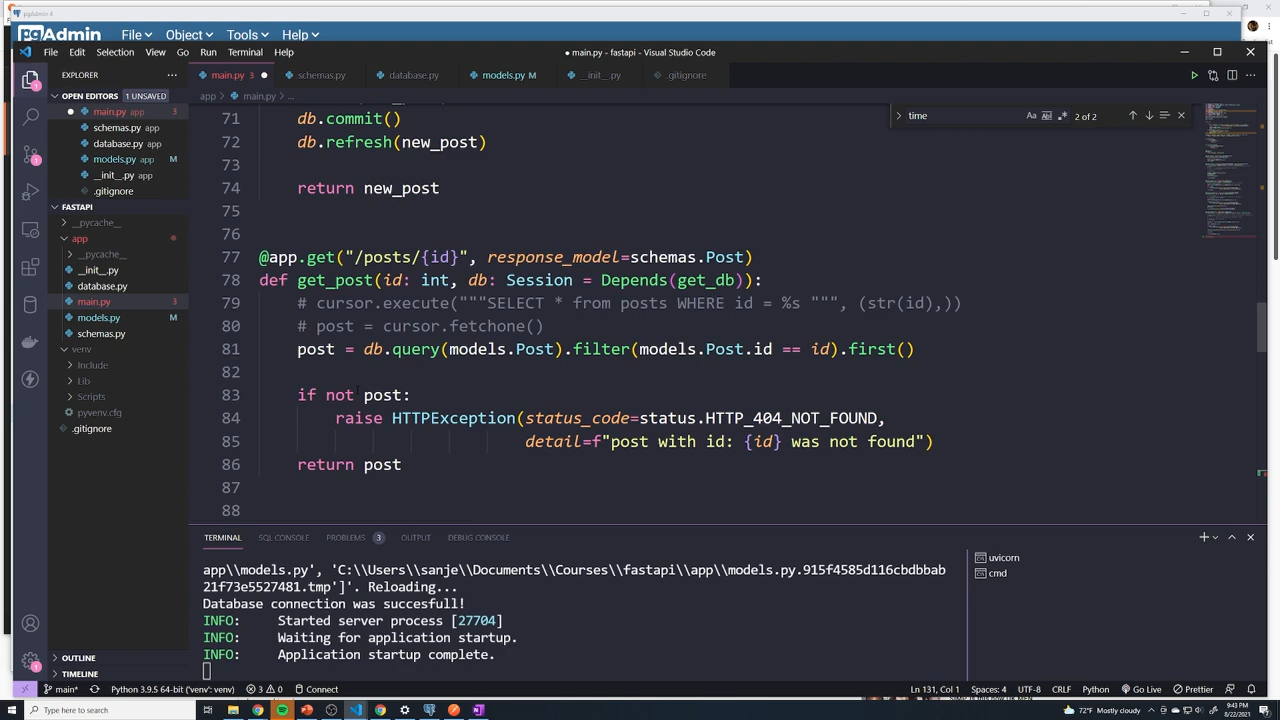 pgAdmin 4
pgAdmin File Object Tools Help
File Edit Selection View Go Run Terminal Help
● main.py - fastapi - Visual Studio Code
EXPLORER ...
main.py 3 ●
schemas.py
database.py
models.py M
__init__.py
.gitignore
OPEN EDITORS 1 UNSAVED
● main.py app 3
schemas.py app
database.py app
models.py app M
__init__.py app
.gitignore
FASTAPI
__pycache__
app
__pycache__
__init__.py
database.py
main.py 3
models.py M
schemas.py
venv
Include
Lib
Scripts
pyvenv.cfg
.gitignore
OUTLINE
TIMELINE
app > main.py > ...
time Aa ab 2 of 2
71 db.commit()
72 db.refresh(new_post)
73
74 return new_post
75
76
77 @app.get("/posts/{id}", response_model=schemas.Post)
78 def get_post(id: int, db: Session = Depends(get_db)):
79 # cursor.execute("""SELECT * from posts WHERE id = %s """, (str(id),))
80 # post = cursor.fetchone()
81 post = db.query(models.Post).filter(models.Post.id == id).first()
82
83 if not post:
84 raise HTTPException(status_code=status.HTTP_404_NOT_FOUND,
85 detail=f"post with id: {id} was not found")
86 return post
87
88
TERMINAL SQL CONSOLE PROBLEMS 3 OUTPUT DEBUG CONSOLE
app\\models.py', 'C:\\Users\\sanje\\Documents\\Courses\\fastapi\\app\\models.py.915f4585d116cbdbbab
21f73e5527481.tmp']'. Reloading...
Database connection was succesfull!
INFO: Started server process [27704]
INFO: Waiting for application startup.
INFO: Application startup complete.
uvicorn
cmd
main* Python 3.9.5 64-bit ('venv': venv) 3 0 Connect Ln 131, Col 1 Spaces: 4 UTF-8 CRLF Python Go Live Prettier
Type here to search 72°F Mostly cloudy 9:43 PM
8/22/2021